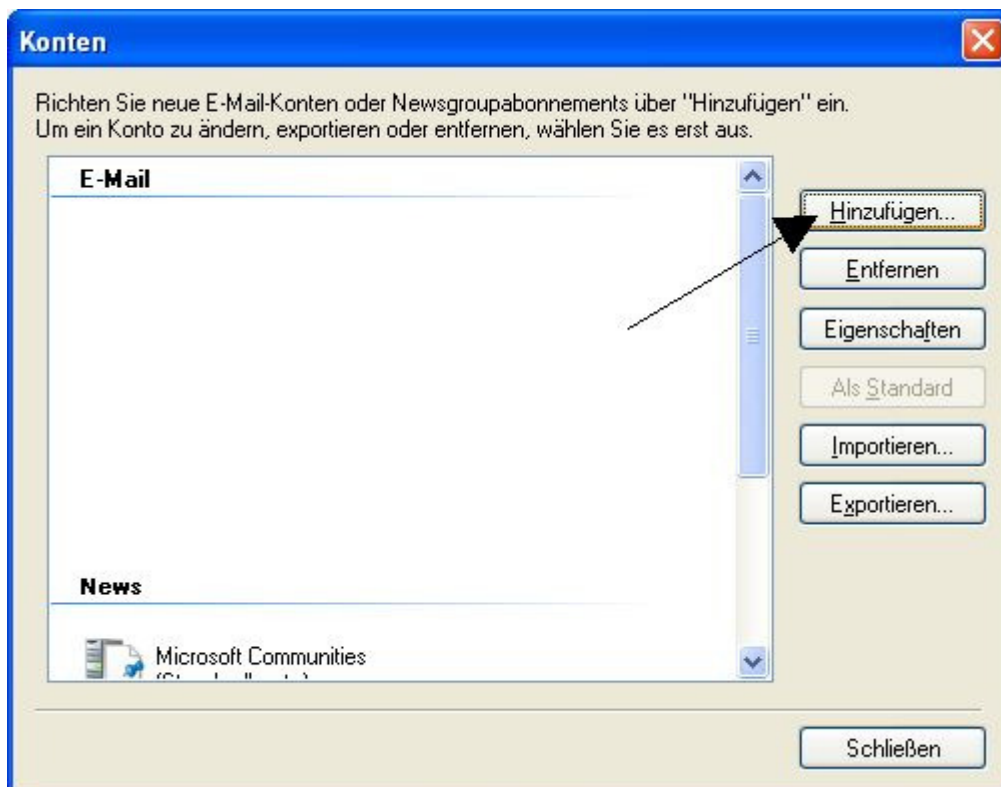 Konten
Richten Sie neue E-Mail-Konten oder Newsgroupabonnements über "Hinzufügen" ein.
Um ein Konto zu ändern, exportieren oder entfernen, wählen Sie es erst aus.
E-Mail
Hinzufügen...
Entfernen
Eigenschaften
Als Standard
Importieren...
Exportieren...
News
Microsoft Communities
Schließen